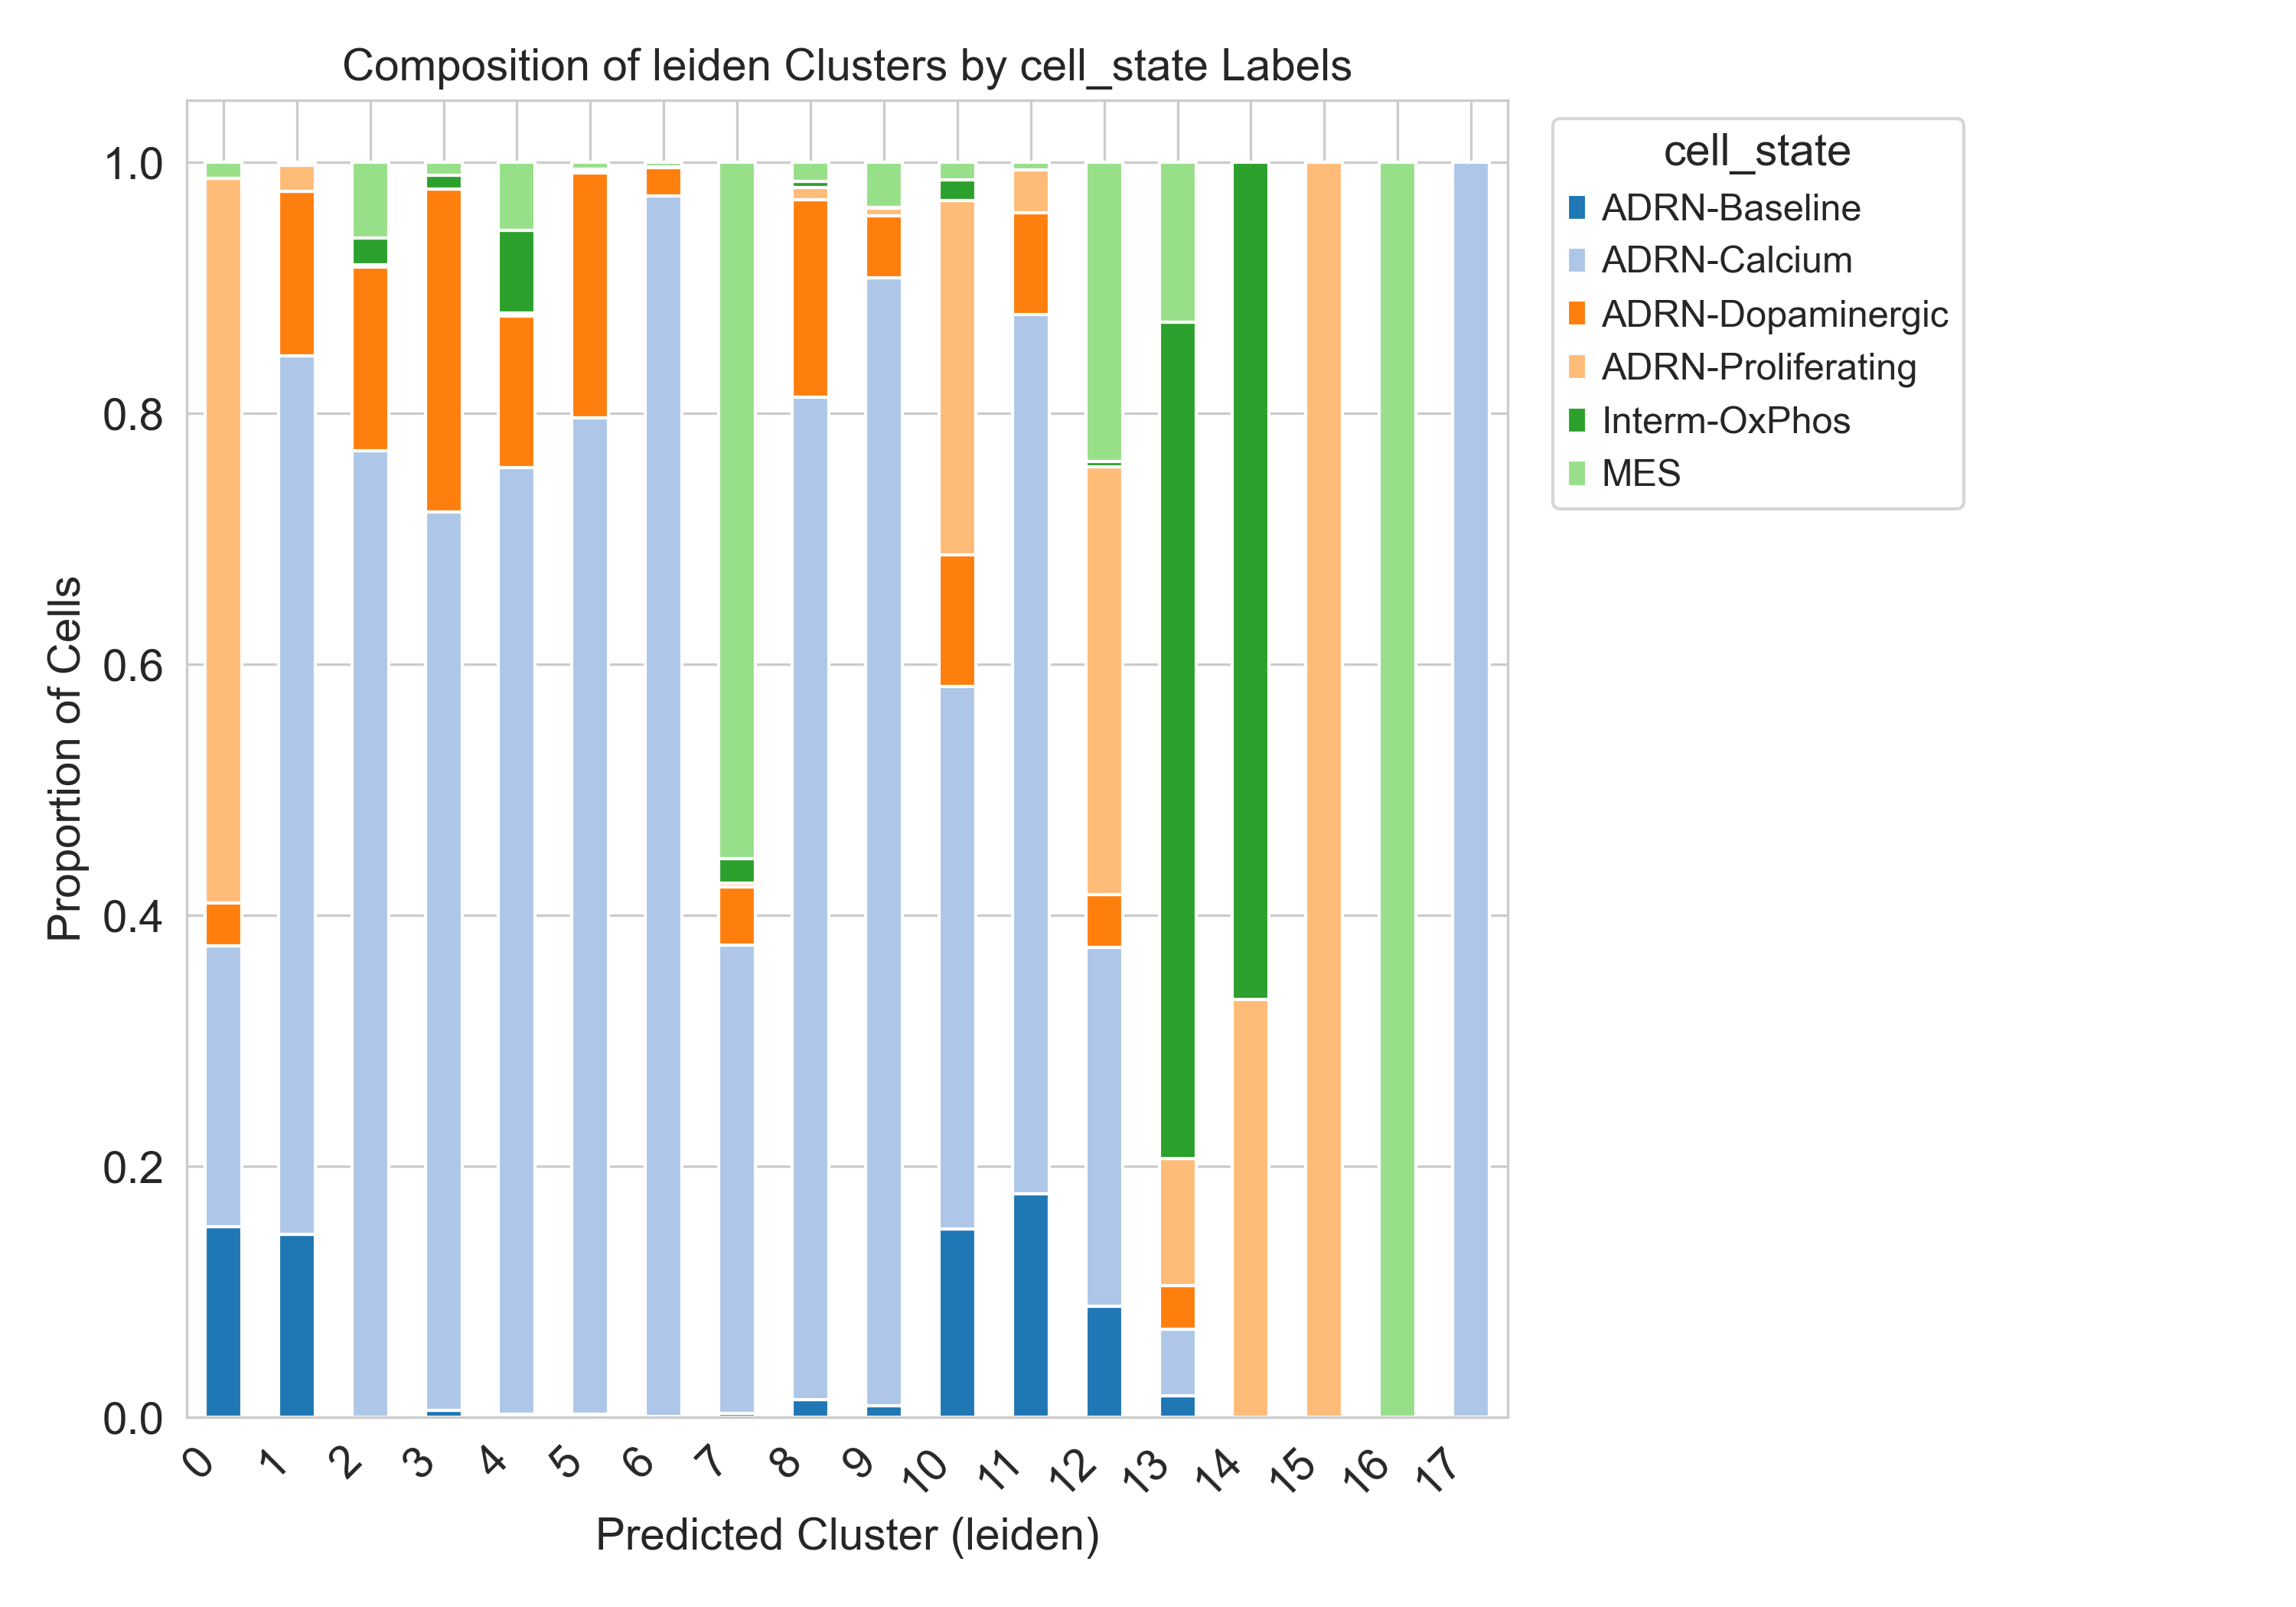 Composition of leiden Clusters by cell_state Labels
cell_state
ADRN-Baseline
ADRN-Calcium
ADRN-Dopaminergic
ADRN-Proliferating
Interm-OxPhos
MES
Proportion of Cells
1.0
0.8
0.6
0.4
0.2
0.0
0 1 2 3 4 5 6 7 8 9 10 11 12 13 14 15 16 17
Predicted Cluster (leiden)